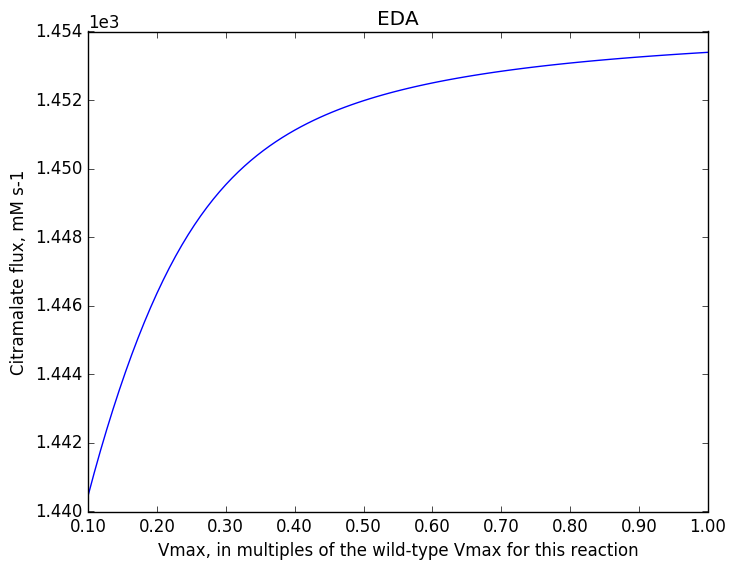 EDA
1e3
1.454
1.452
1.450
1.448
1.446
1.444
1.442
1.440
Citramalate flux, mM s-1
0.10 0.20 0.30 0.40 0.50 0.60 0.70 0.80 0.90 1.00
Vmax, in multiples of the wild-type Vmax for this reaction